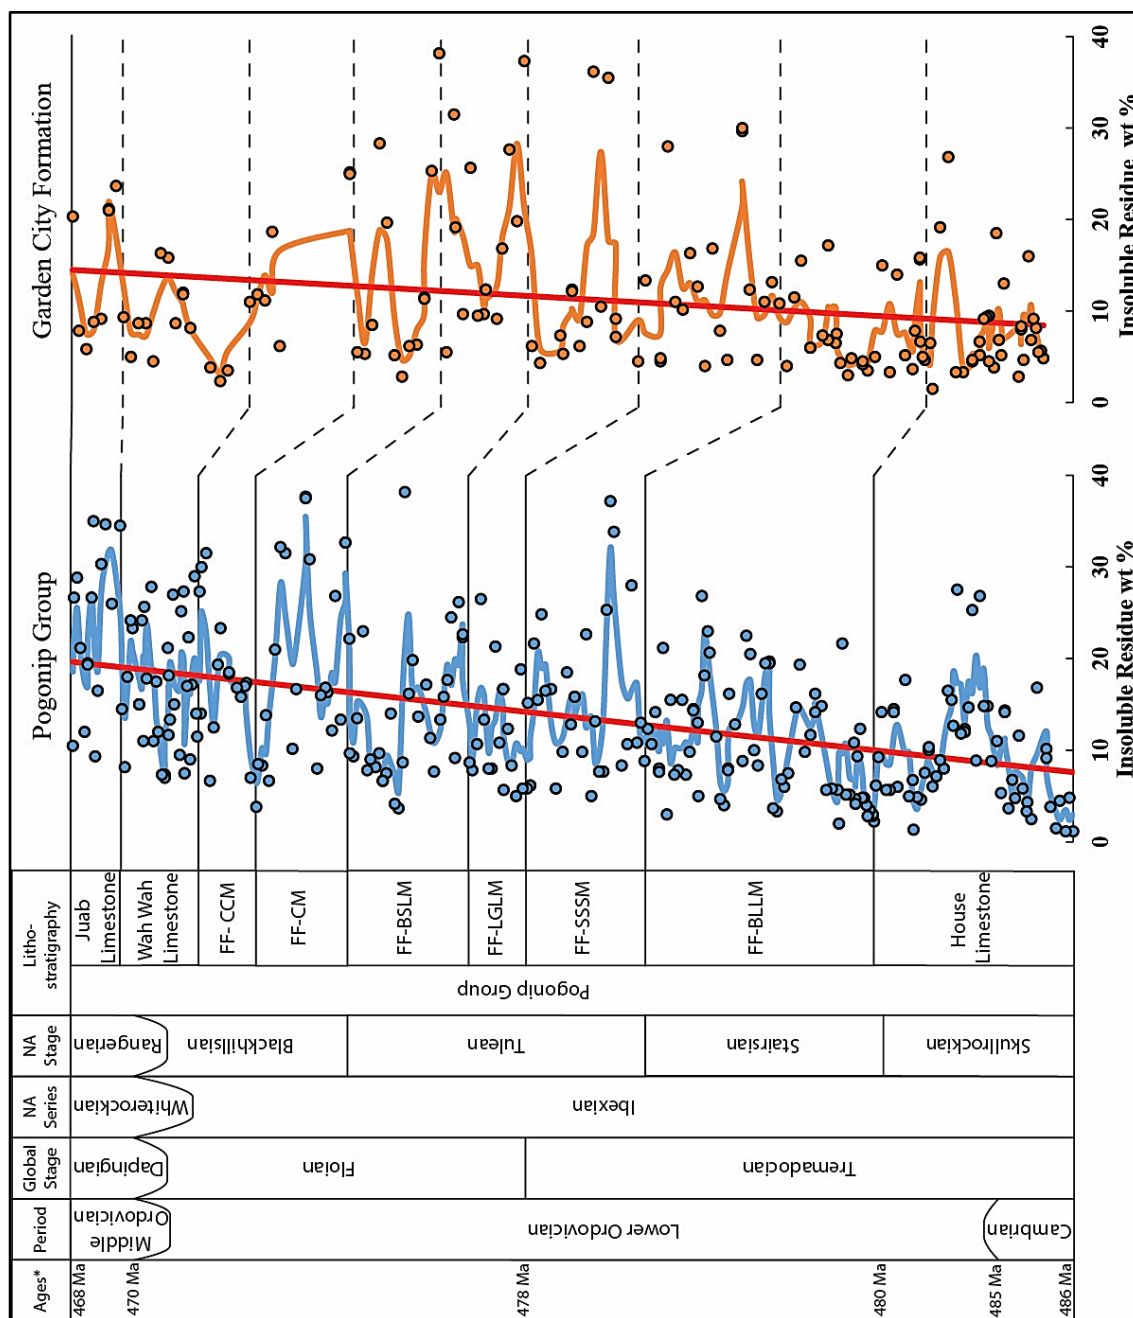 Garden City Formation
40
30
20
10
0
Insoluble Residue wt %
Pogonip Group
40
30
20
10
0
Insoluble Residue wt %
Litho-
stratigraphy
Juab
Limestone
Wah Wah
Limestone
FF- CCM
FF-CM
FF-BSLM
FF-LGLM
FF-SSSM
FF-BLLM
House
Limestone
Pogonip Group
NA
Stage
Rangerian
Blackhillsian
Tulean
Stairsian
Skullrockian
NA
Series
Whiterockian
Ibexian
Global
Stage
Dapingian
Floian
Tremadocian
Period
Middle
Ordovician
Lower Ordovician
Cambrian
Ages*
468 Ma
470 Ma
478 Ma
480 Ma
485 Ma
486 Ma